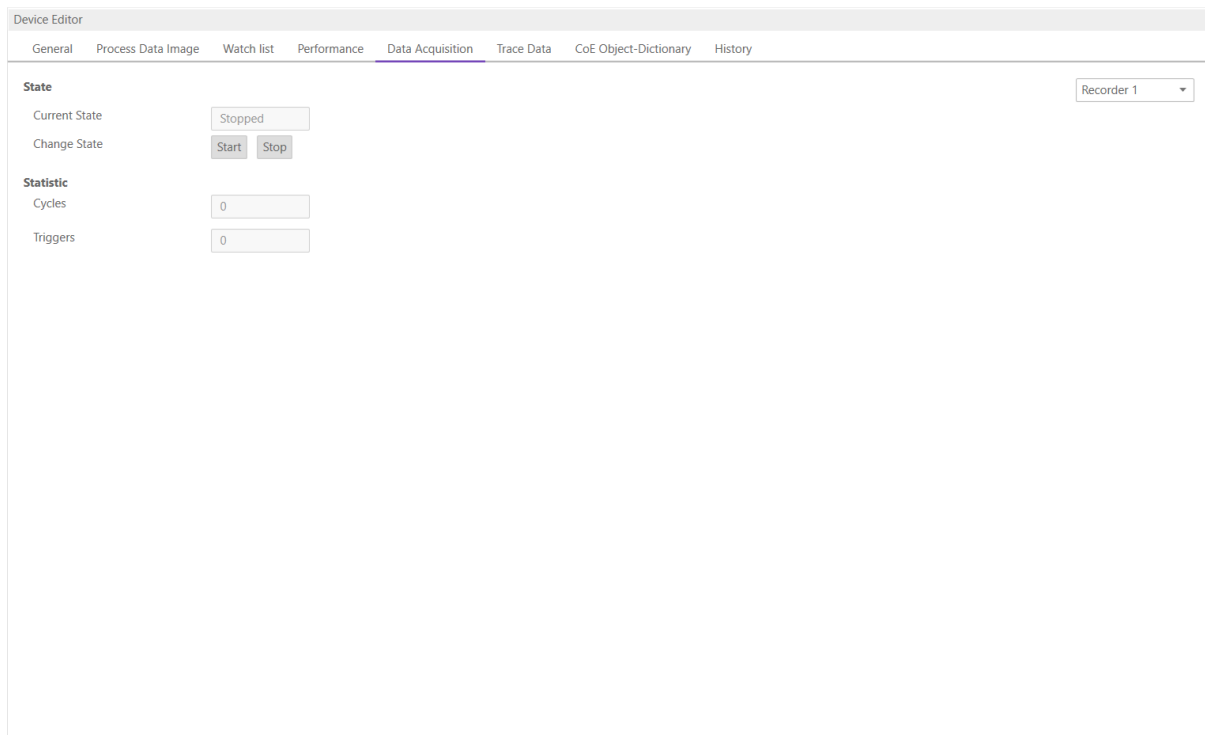 Device Editor
General Process Data Image Watch list Performance Data Acquisition Trace Data CoE Object-Dictionary History
State
Recorder 1
Current State Stopped
Change State Start Stop
Statistic
Cycles 0
Triggers 0